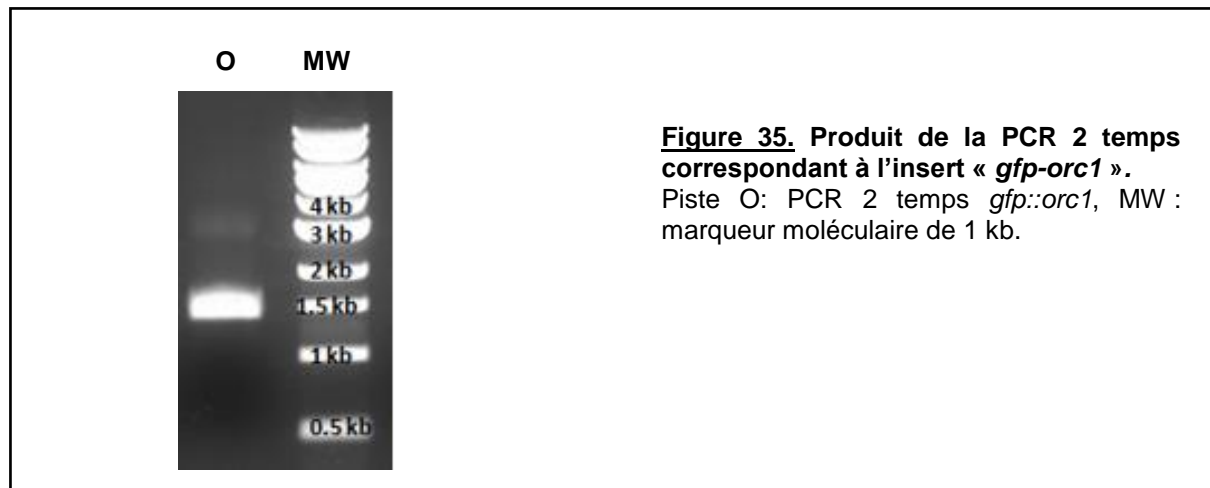 O MW
4 kb
3 kb
2 kb
1.5 kb
1 kb
0.5 kb
Figure 35. Produit de la PCR 2 temps
correspondant à l'insert « gfp-orc1 ».
Piste O: PCR 2 temps gfp::orc1, MW :
marqueur moléculaire de 1 kb.